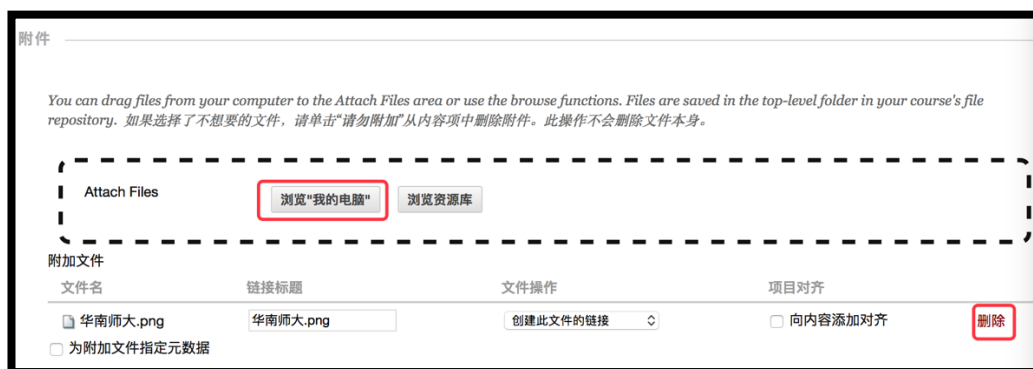 附件
You can drag files from your computer to the Attach Files area or use the browse functions. Files are saved in the top-level folder in your course's file
repository. 如果选择了不想要的文件，请单击“请勿附加”从内容项中删除附件。此操作不会删除文件本身。
Attach Files 浏览"我的电脑" 浏览资源库
附加文件
文件名 链接标题 文件操作 项目对齐
华南师大.png 华南师大.png 创建此文件的链接 向内容添加对齐 删除
为附加文件指定元数据